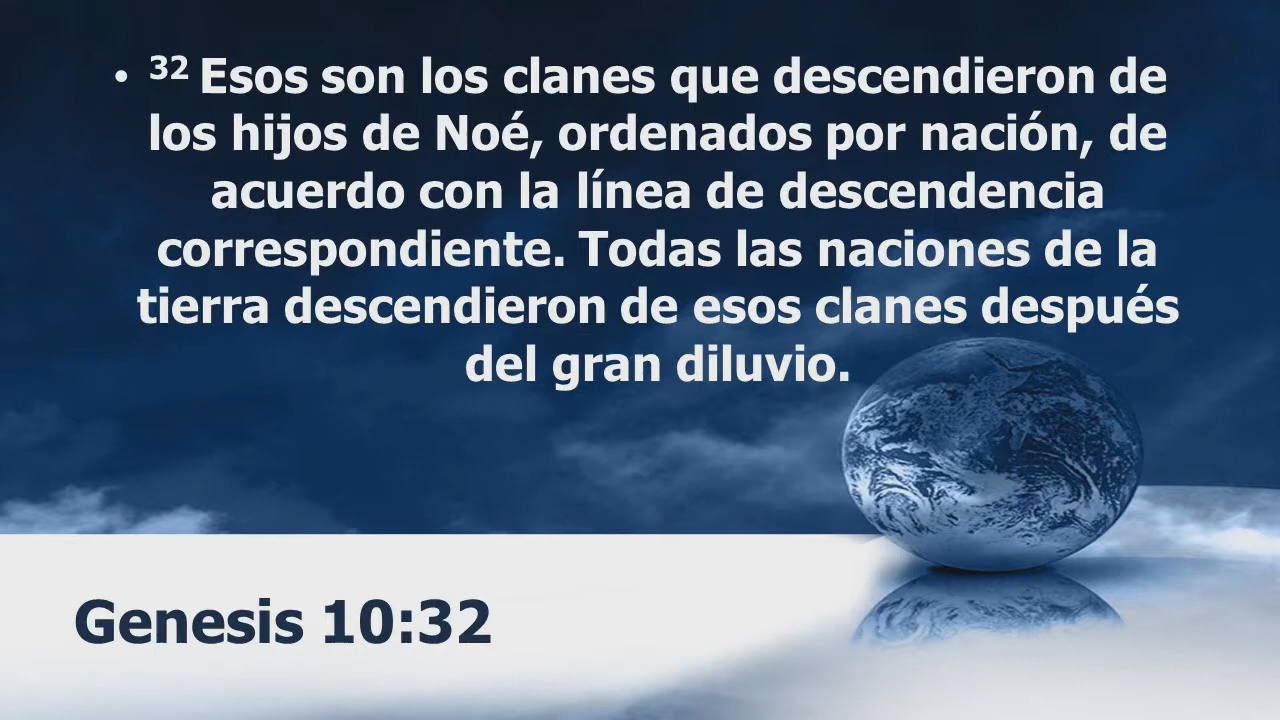 • 32 Esos son los clanes que descendieron de
los hijos de Noé, ordenados por nación, de
acuerdo con la línea de descendencia
correspondiente. Todas las naciones de la
tierra descendieron de esos clanes después
del gran diluvio.
Genesis 10:32